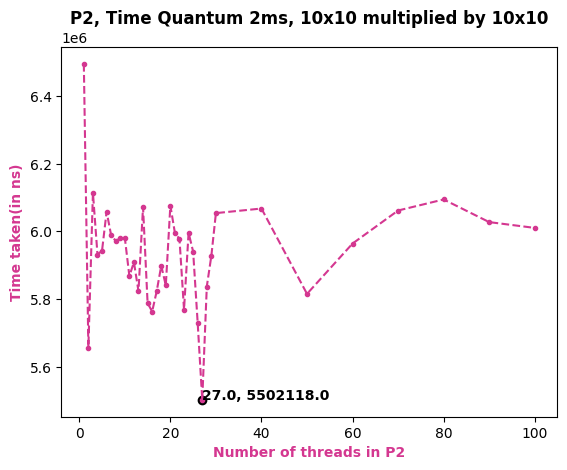 P2, Time Quantum 2ms, 10x10 multiplied by 10x10
1e6
6.4
6.2
6.0
5.8
5.6
Time taken(in ns)
27.0, 5502118.0
0 20 40 60 80 100
Number of threads in P2